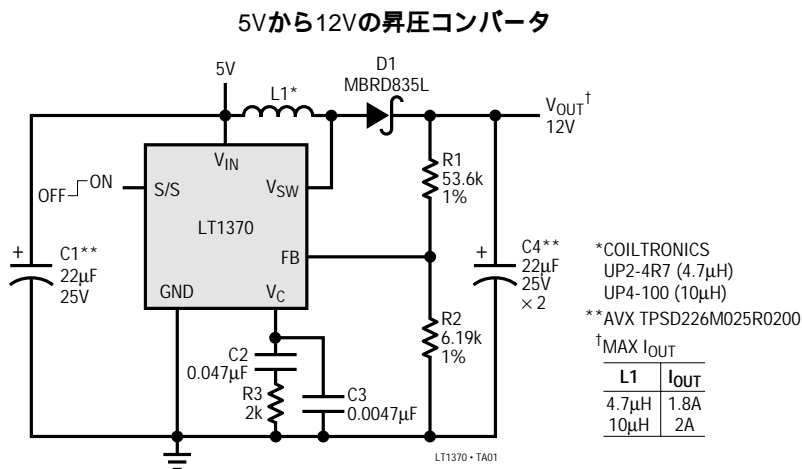 5Vから12Vの昇圧コンバータ
5V
L1*
D1
MBRD835L
VOUT†
12V
VIN
OFF ON
S/S
VSW
LT1370
FB
GND
VC
R1
53.6k
1%
+
C1**
22µF
25V
+
C4**
22µF
25V
× 2
R2
6.19k
1%
C2
0.047µF
R3
2k
C3
0.0047µF
*COILTRONICS
UP2-4R7 (4.7µH)
UP4-100 (10µH)
**AVX TPSD226M025R0200
†MAX IOUT
L1 IOUT
4.7µH 1.8A
10µH 2A
LT1370 • TA01